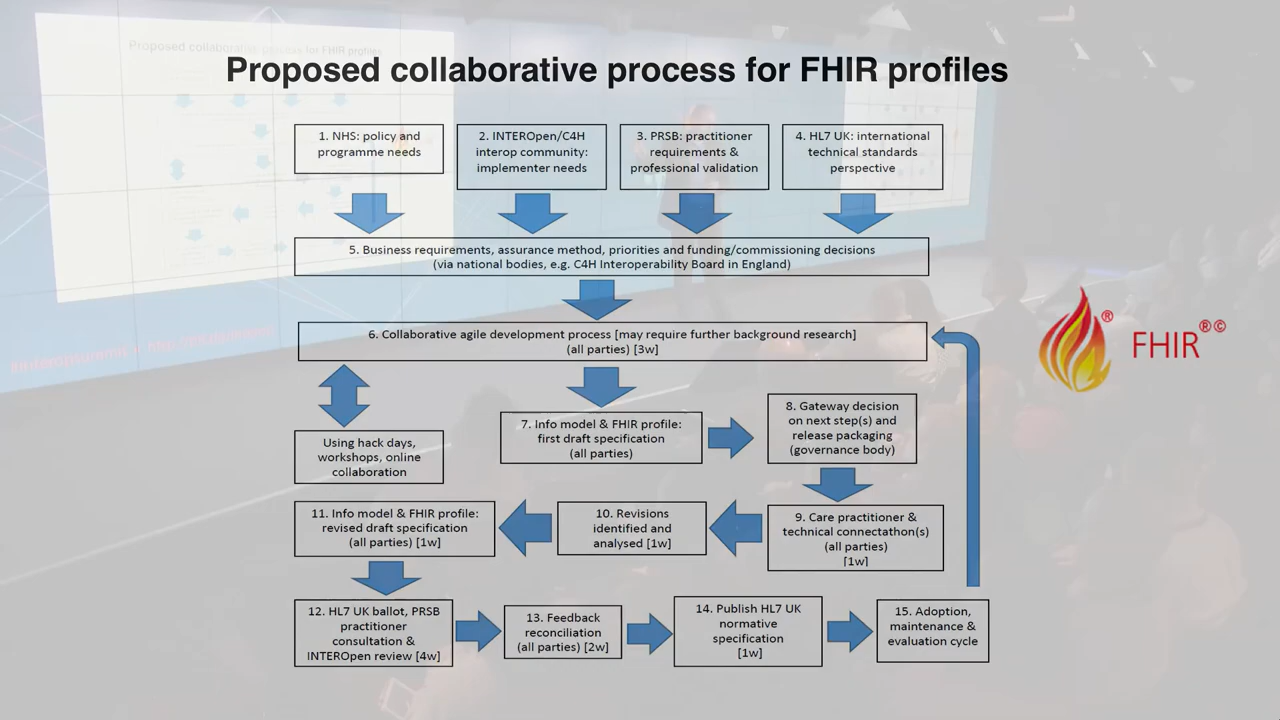 Proposed collaborative process for FHIR profiles
Proposed collaborative process for FHIR profiles
1. NHS: policy and
programme needs
2. INTEROpen/C4H
interop community:
implementer needs
3. PRSB: practitioner
requirements &
professional validation
4. HL7 UK: international
technical standards
perspective
5. Business requirements, assurance method, priorities and funding/commissioning decisions
(via national bodies, e.g. C4H Interoperability Board in England)
6. Collaborative agile development process [may require further background research]
(all parties) [3w]
Using hack days,
workshops, online
collaboration
7. Info model & FHIR profile:
first draft specification
(all parties)
8. Gateway decision
on next step(s) and
release packaging
(governance body)
9. Care practitioner &
technical connectathon(s)
(all parties)
[1w]
10. Revisions
identified and
analysed [1w]
11. Info model & FHIR profile:
revised draft specification
(all parties) [1w]
12. HL7 UK ballot, PRSB
practitioner
consultation &
INTEROpen review [4w]
13. Feedback
reconciliation
(all parties) [2w]
14. Publish HL7 UK
normative
specification
[1w]
15. Adoption,
maintenance &
evaluation cycle
® FHIR ®©